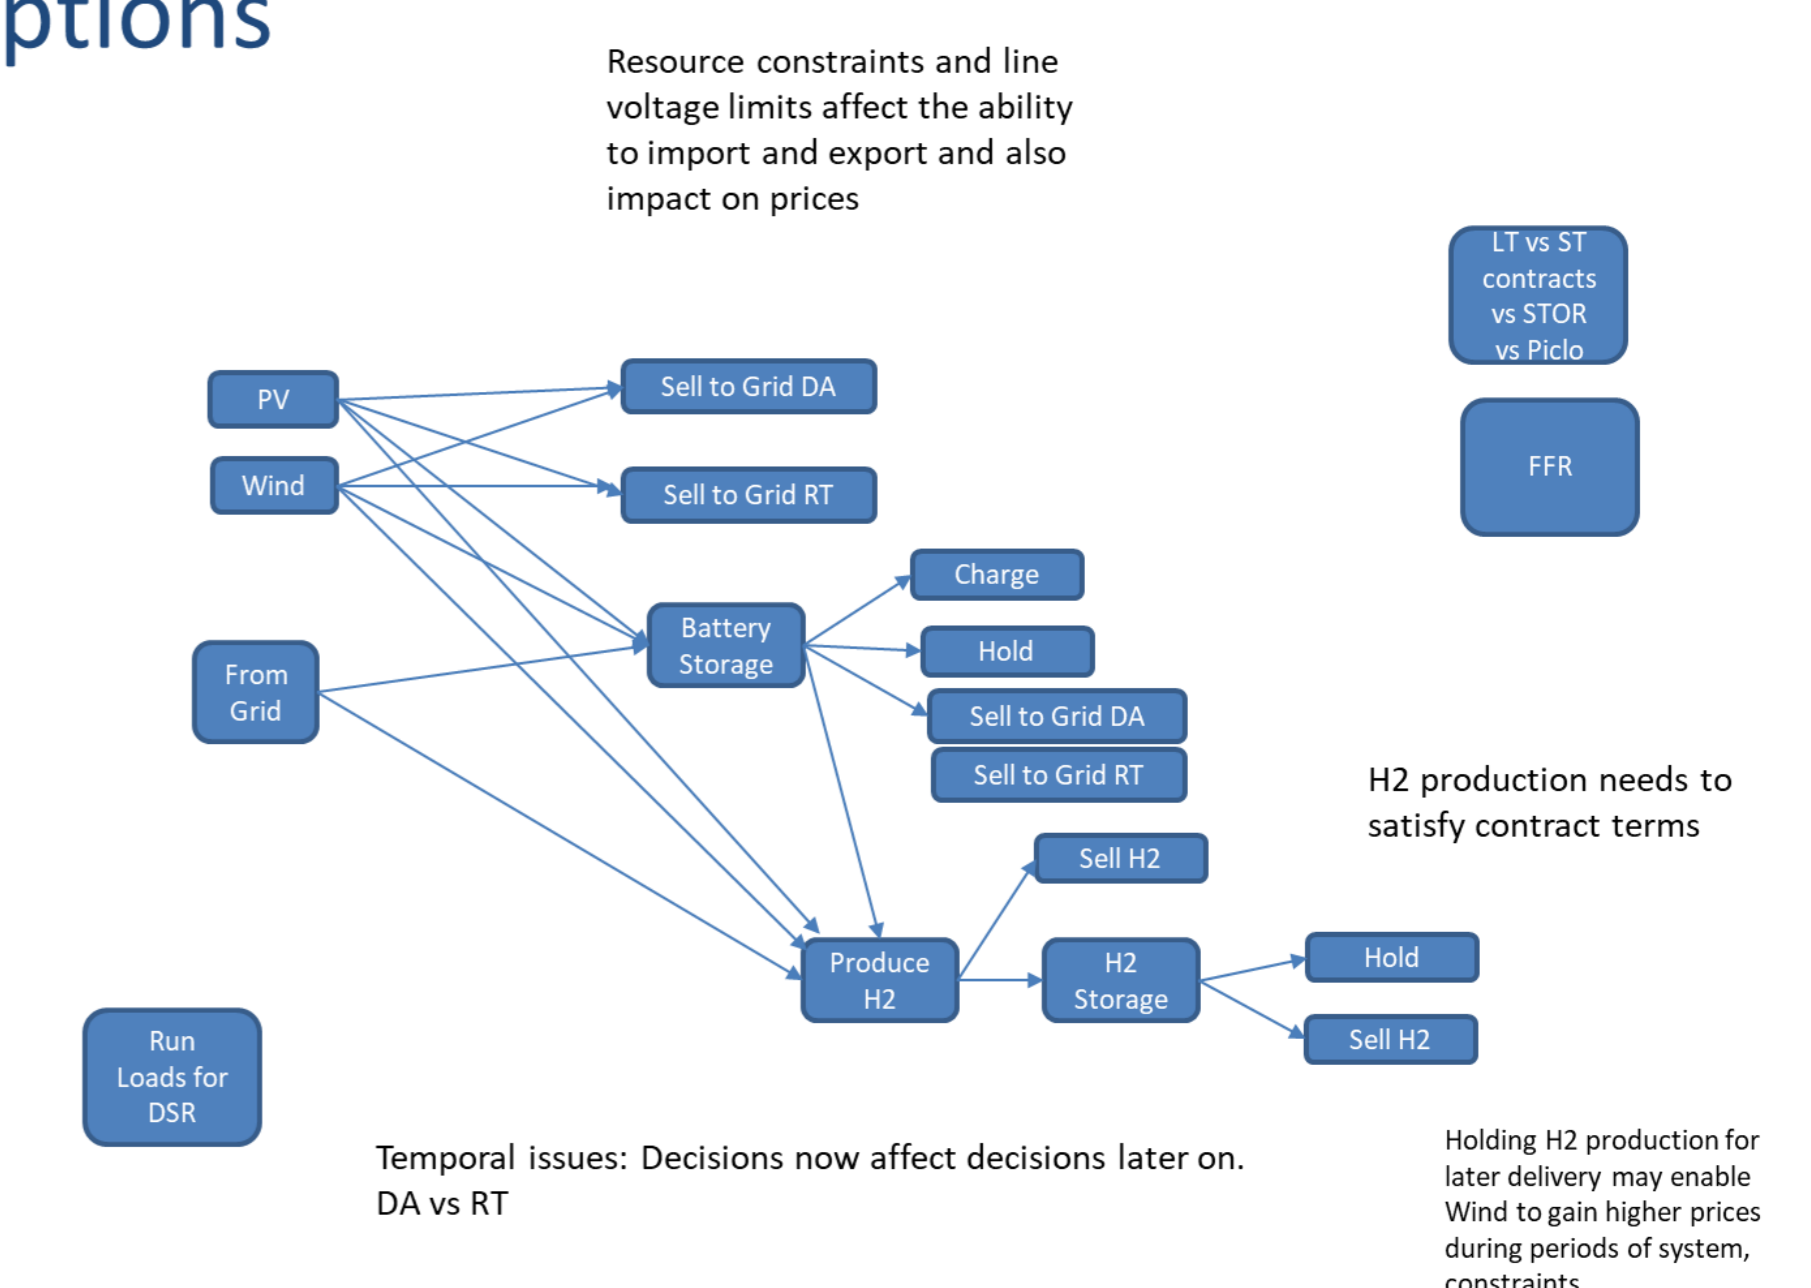 ptions
Resource constraints and line
voltage limits affect the ability
to import and export and also
impact on prices
LT vs ST
contracts
vs STOR
vs Piclo
PV
Sell to Grid DA
FFR
Wind
Sell to Grid RT
Charge
Battery
Storage
Hold
From
Grid
Sell to Grid DA
Sell to Grid RT
H2 production needs to
satisfy contract terms
Sell H2
Produce
H2
H2
Storage
Hold
Sell H2
Run
Loads for
DSR
Temporal issues: Decisions now affect decisions later on.
DA vs RT
Holding H2 production for
later delivery may enable
Wind to gain higher prices
during periods of system,
constraints